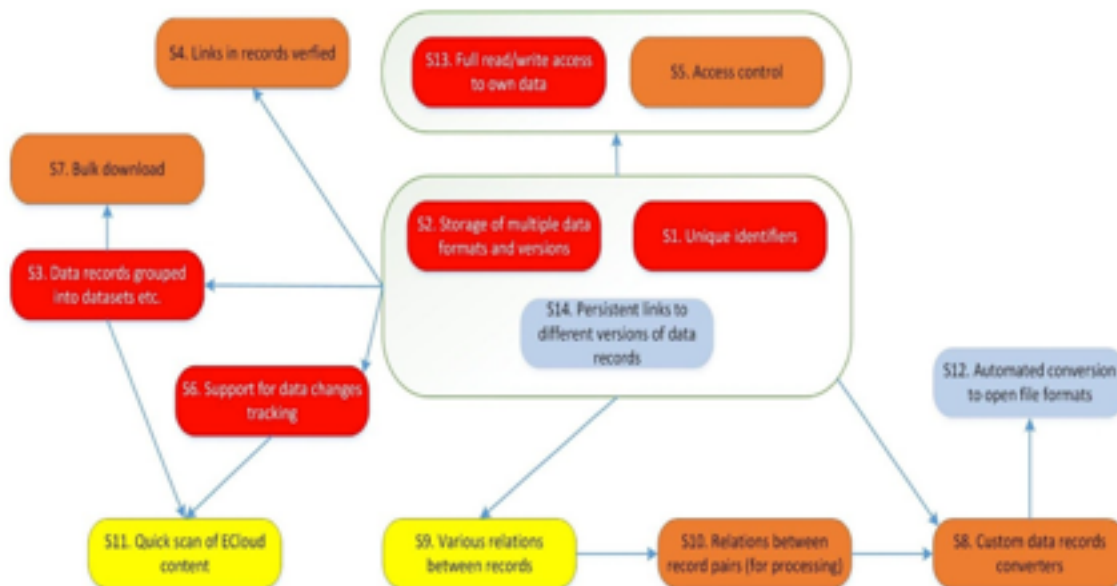 S4. Links in records verfied
S13. Full read/write access
to own data
S5. Access control
S7. Bulk download
S2. Storage of multiple data
formats and versions
S1. Unique identifiers
S3. Data records grouped
into datasets etc.
S14. Persistent links to
different versions of data
records
S6. Support for data changes
tracking
S12. Automated conversion
to open file formats
S11. Quick scan of ECloud
content
S9. Various relations
between records
S10. Relations between
record pairs (for processing)
S8. Custom data records
converters